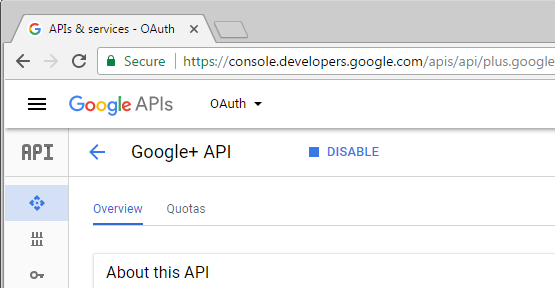 APIs & services - OAuth
Secure https://console.developers.google.com/apis/api/plus.google
Google APIs OAuth
API Google+ API DISABLE
Overview Quotas
About this API